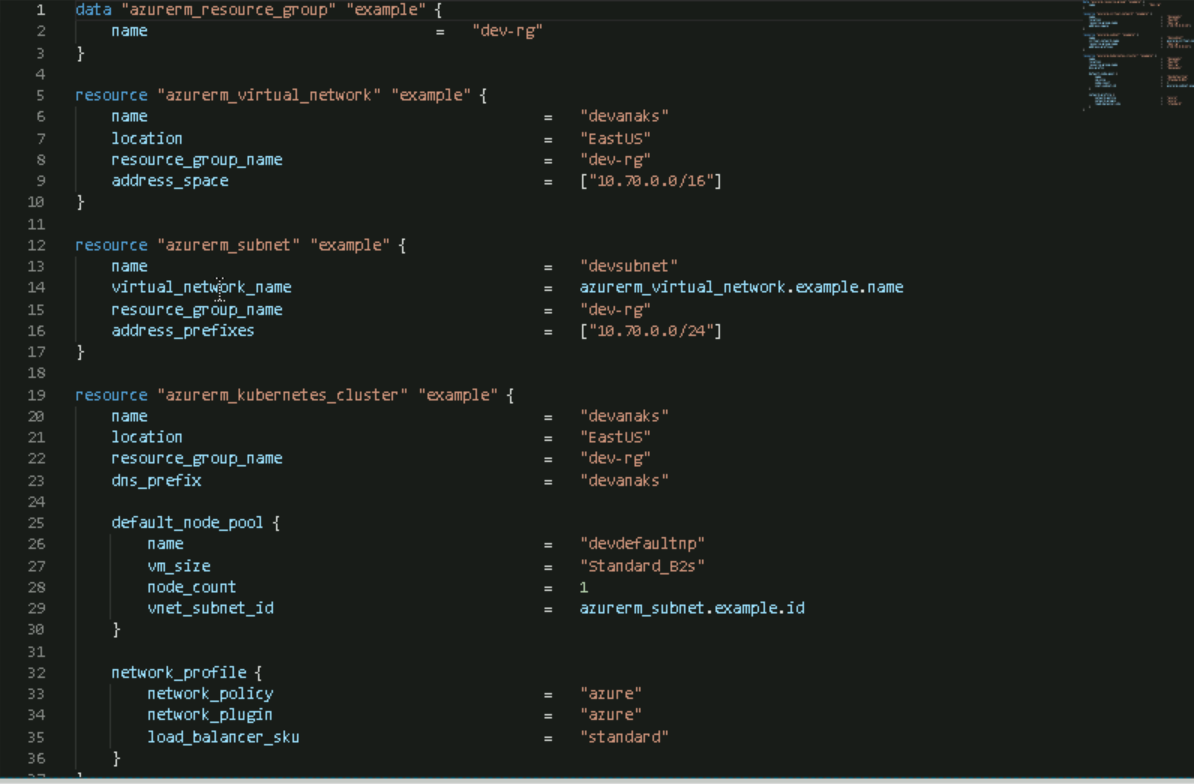 1 data "azurerm_resource_group" "example" {
2 name = "dev-rg"
3 }
4
5 resource "azurerm_virtual_network" "example" {
6 name = "devanaks"
7 location = "EastUS"
8 resource_group_name = "dev-rg"
9 address_space = ["10.70.0.0/16"]
10 }
11
12 resource "azurerm_subnet" "example" {
13 name = "devsubnet"
14 virtual_network_name = azurerm_virtual_network.example.name
15 resource_group_name = "dev-rg"
16 address_prefixes = ["10.70.0.0/24"]
17 }
18
19 resource "azurerm_kubernetes_cluster" "example" {
20 name = "devanaks"
21 location = "EastUS"
22 resource_group_name = "dev-rg"
23 dns_prefix = "devanaks"
24
25 default_node_pool {
26 name = "devdefaultnp"
27 vm_size = "Standard_B2s"
28 node_count = 1
29 vnet_subnet_id = azurerm_subnet.example.id
30 }
31
32 network_profile {
33 network_policy = "azure"
34 network_plugin = "azure"
35 load_balancer_sku = "standard"
36 }